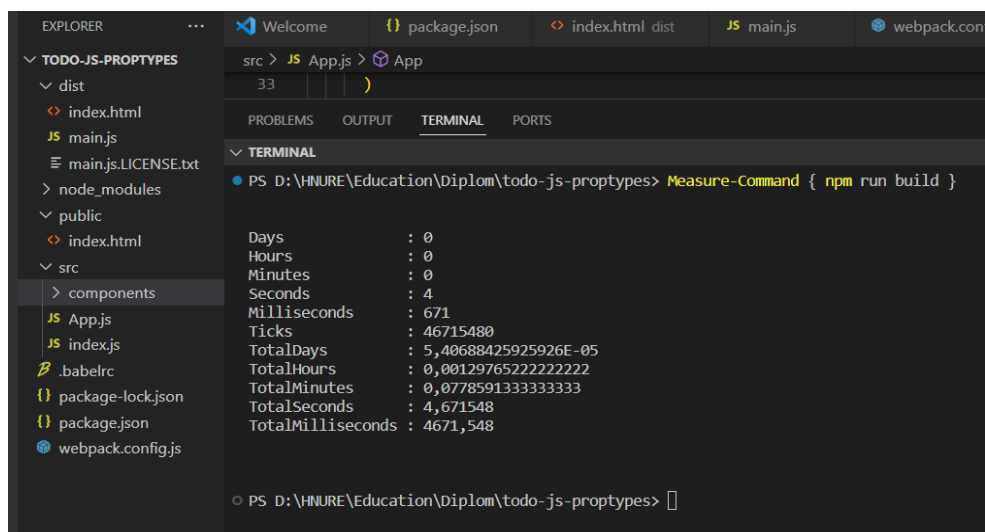 EXPLORER ...
TODO-JS-PROPTYPES
dist
index.html
JS main.js
main.js.LICENSE.txt
node_modules
public
index.html
src
components
JS App.js
JS index.js
.babelrc
{} package-lock.json
{} package.json
webpack.config.js
Welcome {} package.json index.html dist JS main.js webpack.con
src > JS App.js > App
33 )
PROBLEMS OUTPUT TERMINAL PORTS
TERMINAL
PS D:\HNURE\Education\Diplom\todo-js-proptypes> Measure-Command { npm run build }
Days : 0
Hours : 0
Minutes : 0
Seconds : 4
Milliseconds : 671
Ticks : 46715480
TotalDays : 5,40688425925926E-05
TotalHours : 0,00129765222222222
TotalMinutes : 0,0778591333333333
TotalSeconds : 4,671548
TotalMilliseconds : 4671,548
PS D:\HNURE\Education\Diplom\todo-js-proptypes>